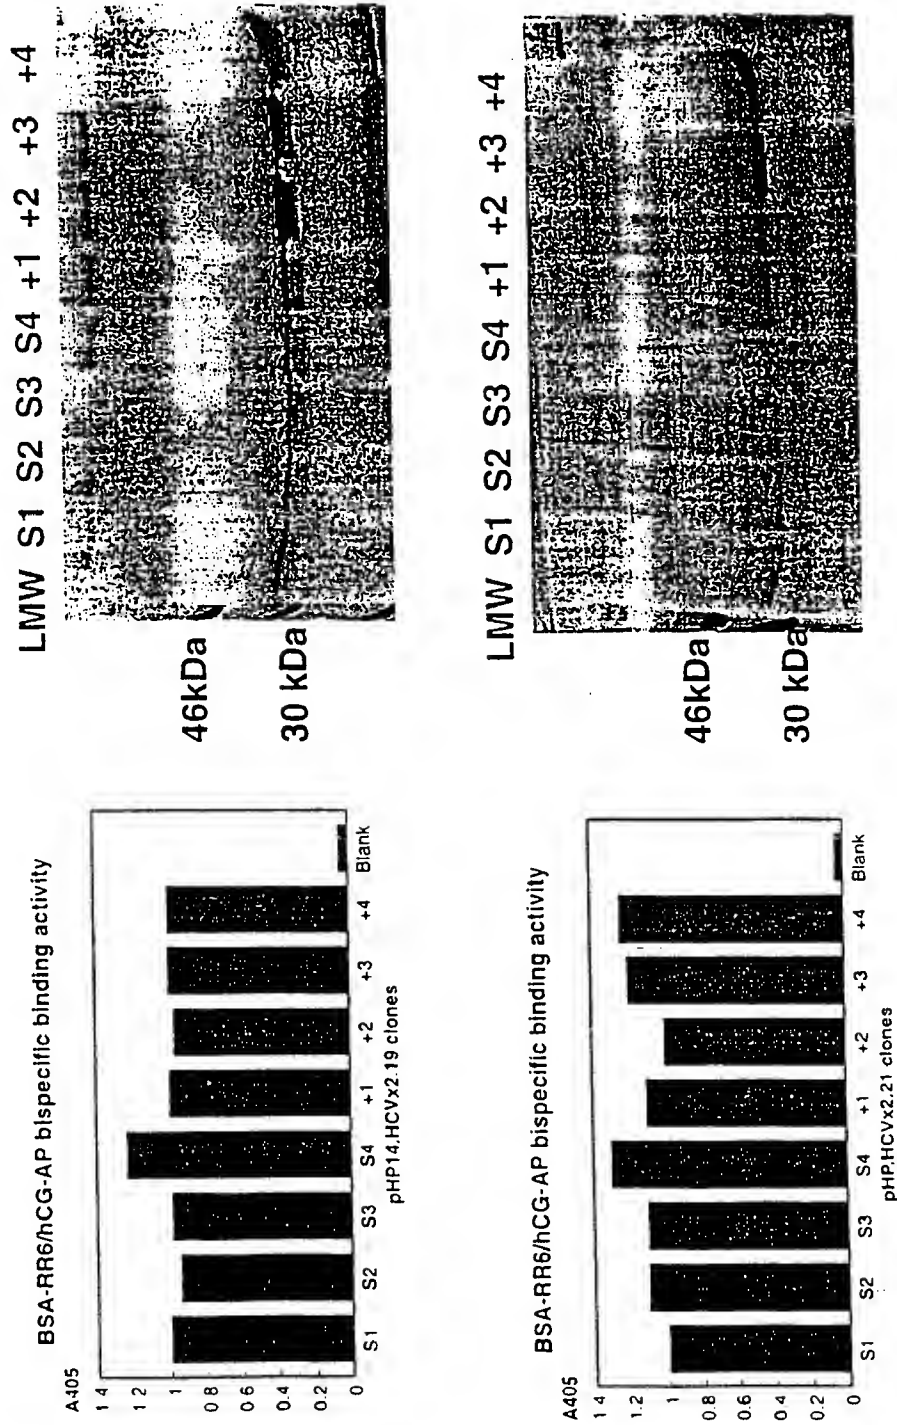 BSA-RR6/hCG-AP bispecific binding activity
A405
1 4
1 2
1
0.8
0.6
0.4
0.2
0
S1 S2 S3 S4 +1 +2 +3 +4 Blank
pHP14.HCVx2.19 clones
LMW S1 S2 S3 S4 +1 +2 +3 +4
46kDa
30 kDa
BSA-RR6/hCG-AP bispecific binding activity
A405
1 4
1.2
1
0.8
0.6
0.4
0.2
0
S1 S2 S3 S4 +1 +2 +3 +4 Blank
pHP.HCVx2.21 clones
LMW S1 S2 S3 S4 +1 +2 +3 +4
46kDa
30 kDa